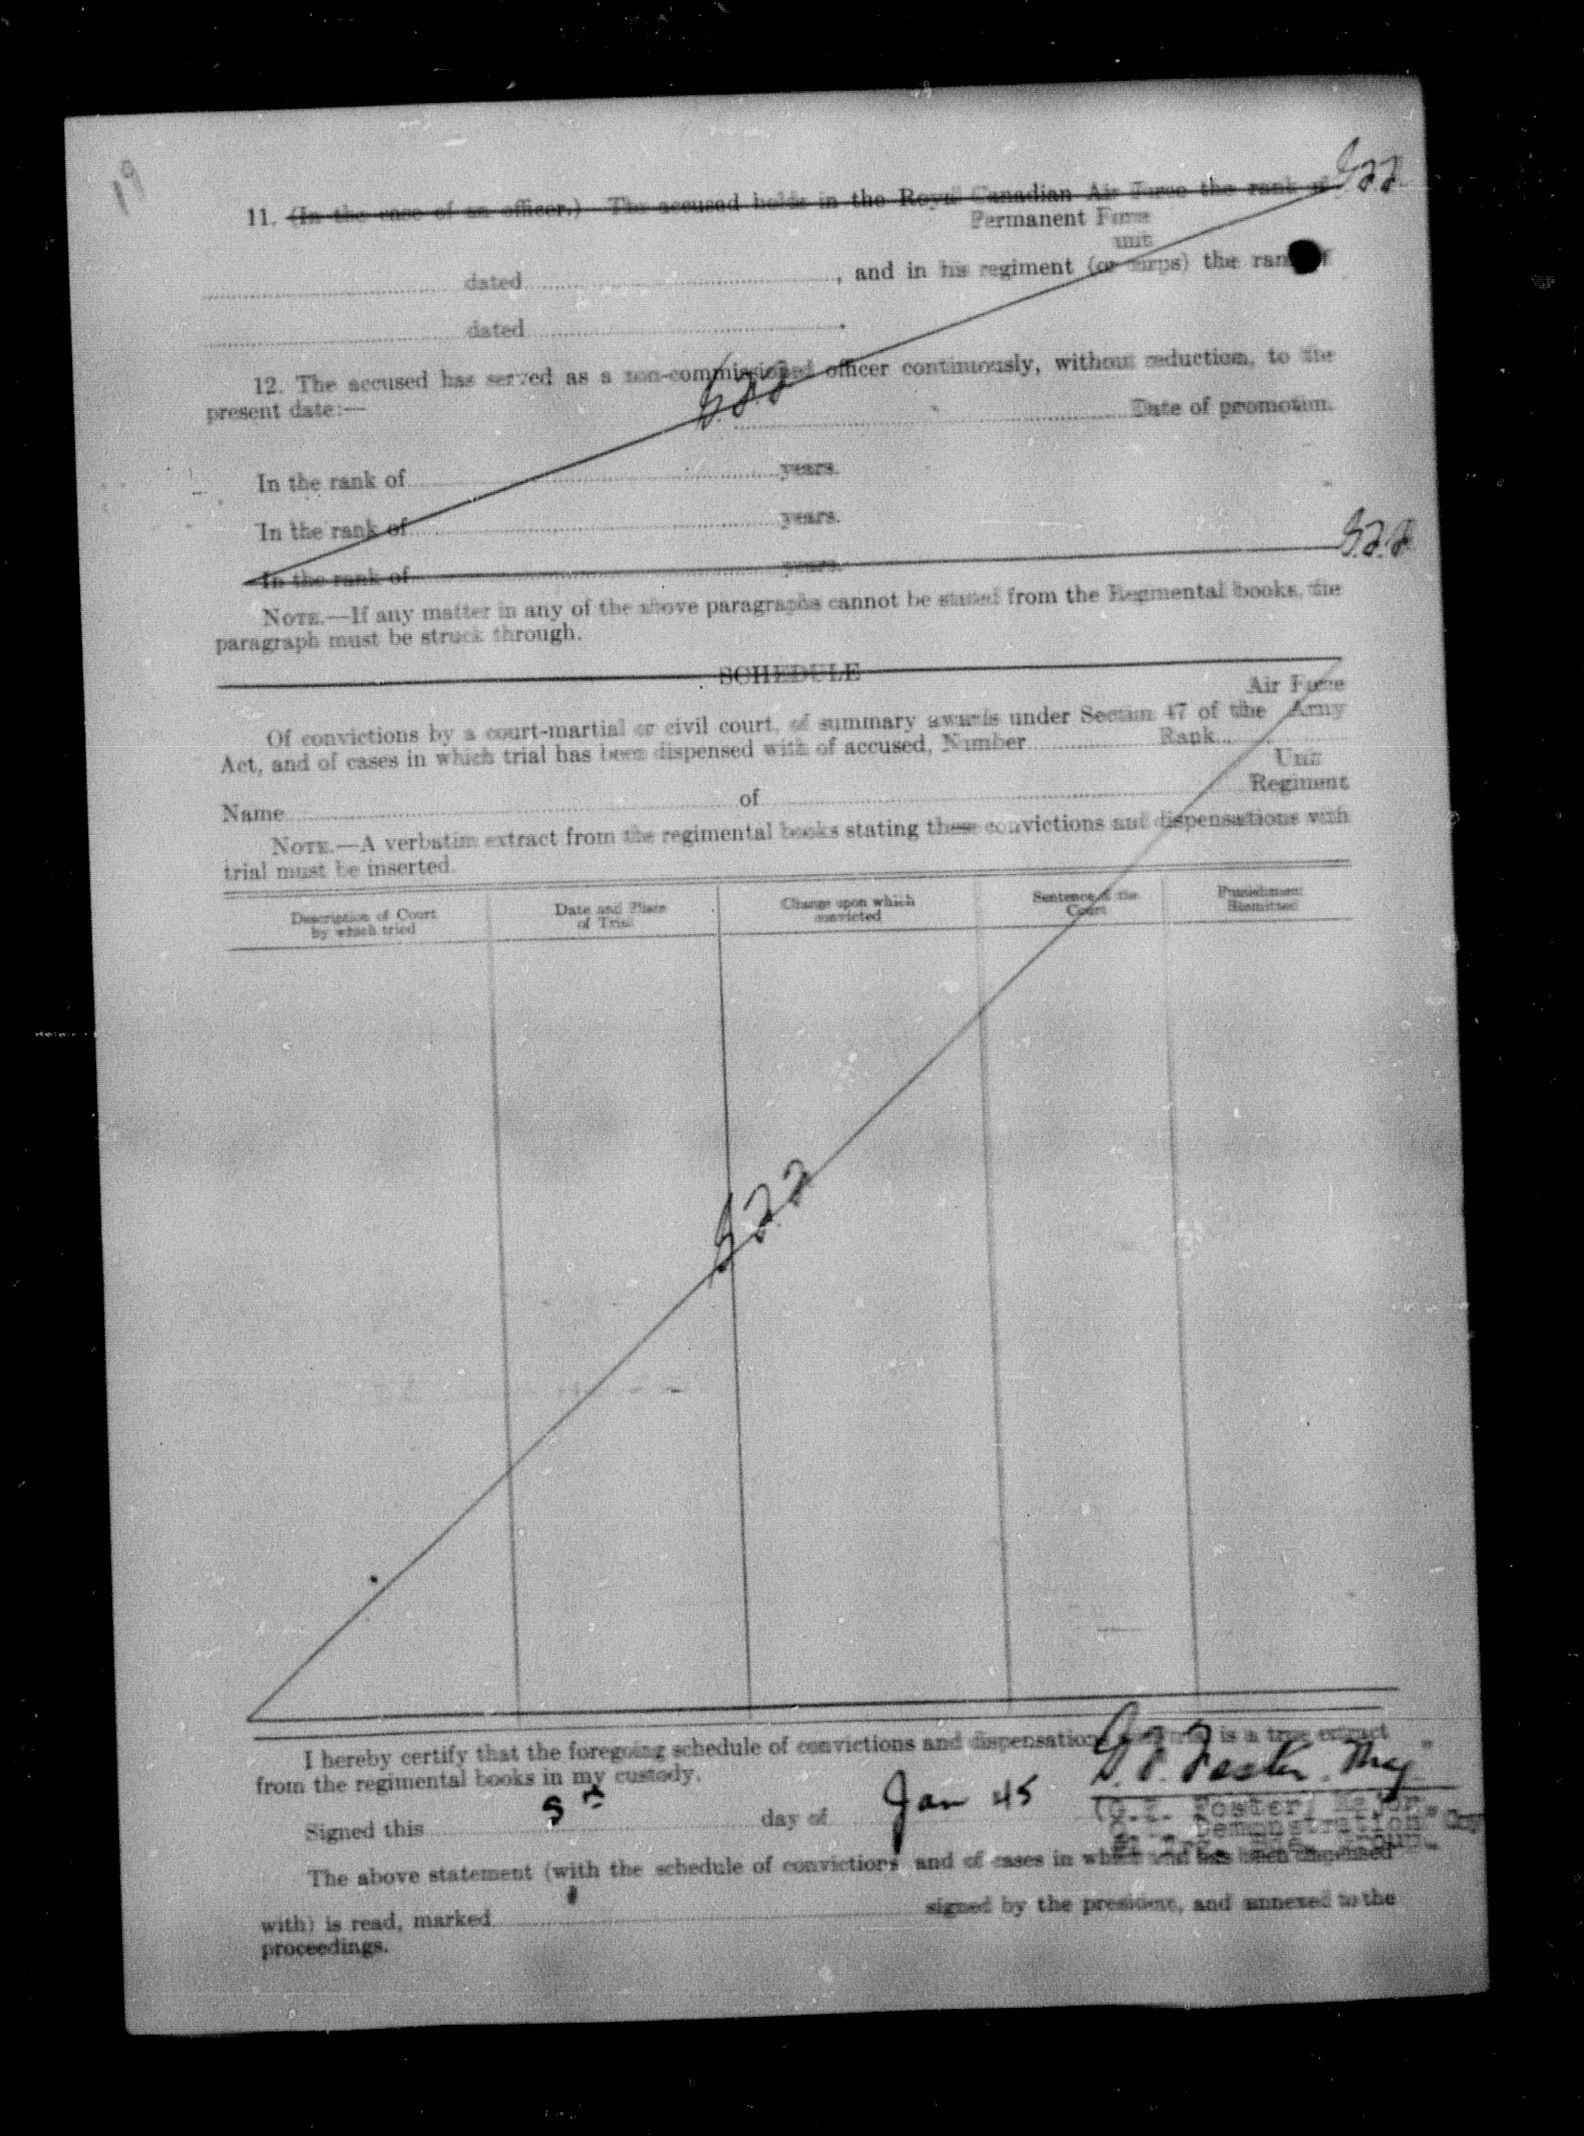 19
11. (In the case of an officer.) The accused holds in the Royal Canadian Air Force the rank of
Permanent Force
unit
dated , and in his regiment (or corps) the rank of
dated .
12. The accused has served as a non-commissioned officer continuously, without reduction, to the
present date:—
Date of promotion.
In the rank of years.
In the rank of years.
In the rank of years.
NOTE.—If any matter in any of the above paragraphs cannot be stated from the Regimental books, the
paragraph must be struck through.
SCHEDULE
Air Force
Of convictions by a court-martial or civil court, of summary awards under Section 47 of the Army
Act, and of cases in which trial has been dispensed with of accused, Number Rank
Unit
Name of Regiment
NOTE.—A verbatim extract from the regimental books stating these convictions and dispensations with
trial must be inserted.
Description of Court by which tried
Date and Place of Trial
Charge upon which convicted
Sentence of the Court
Punishment Remitted
I hereby certify that the foregoing schedule of convictions and dispensations is a true extract
from the regimental books in my custody.
Signed this day of Jan 45
Foster Major
Demonstration Coy
Group
The above statement (with the schedule of convictions and of cases in which trial has been dispensed
with) is read, marked signed by the president, and annexed to the
proceedings.